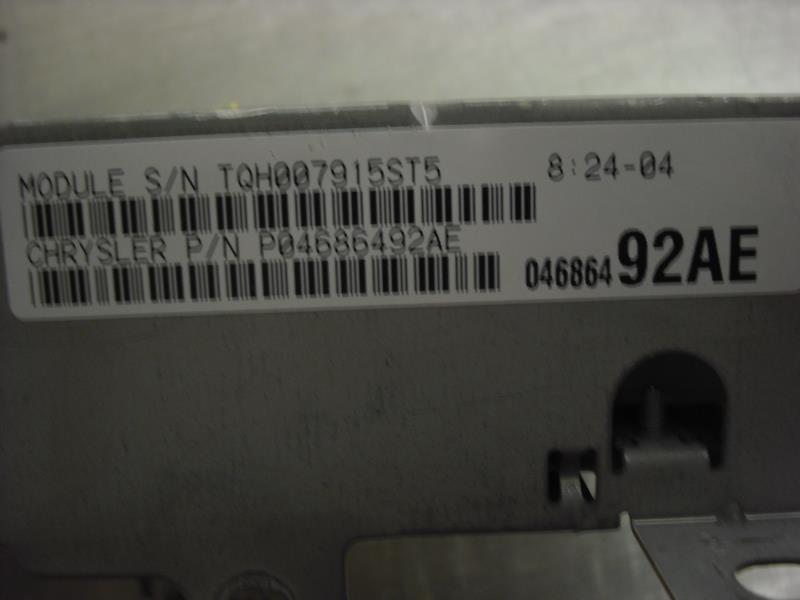 MODULE S/N TQH007915ST5 8:24-04
CHRYSLER P/N P04686492AE
04686492AE